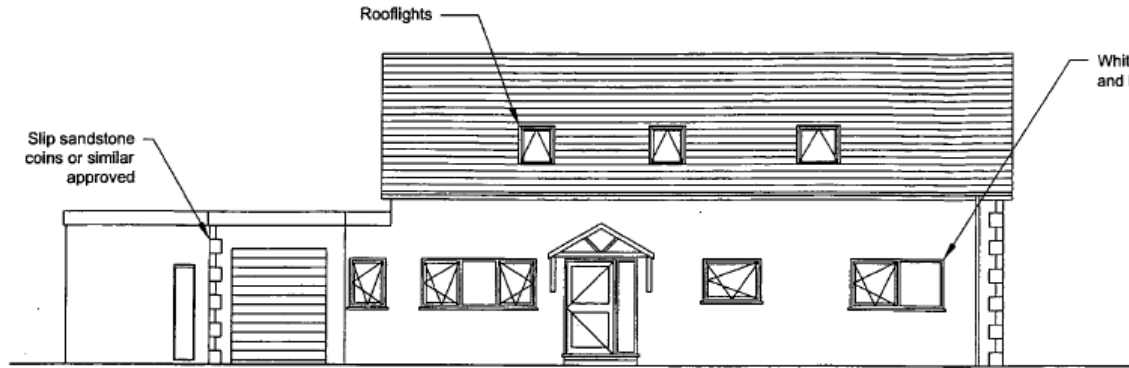 Rooflights
Slip sandstone
coins or similar
approved
Whit
and